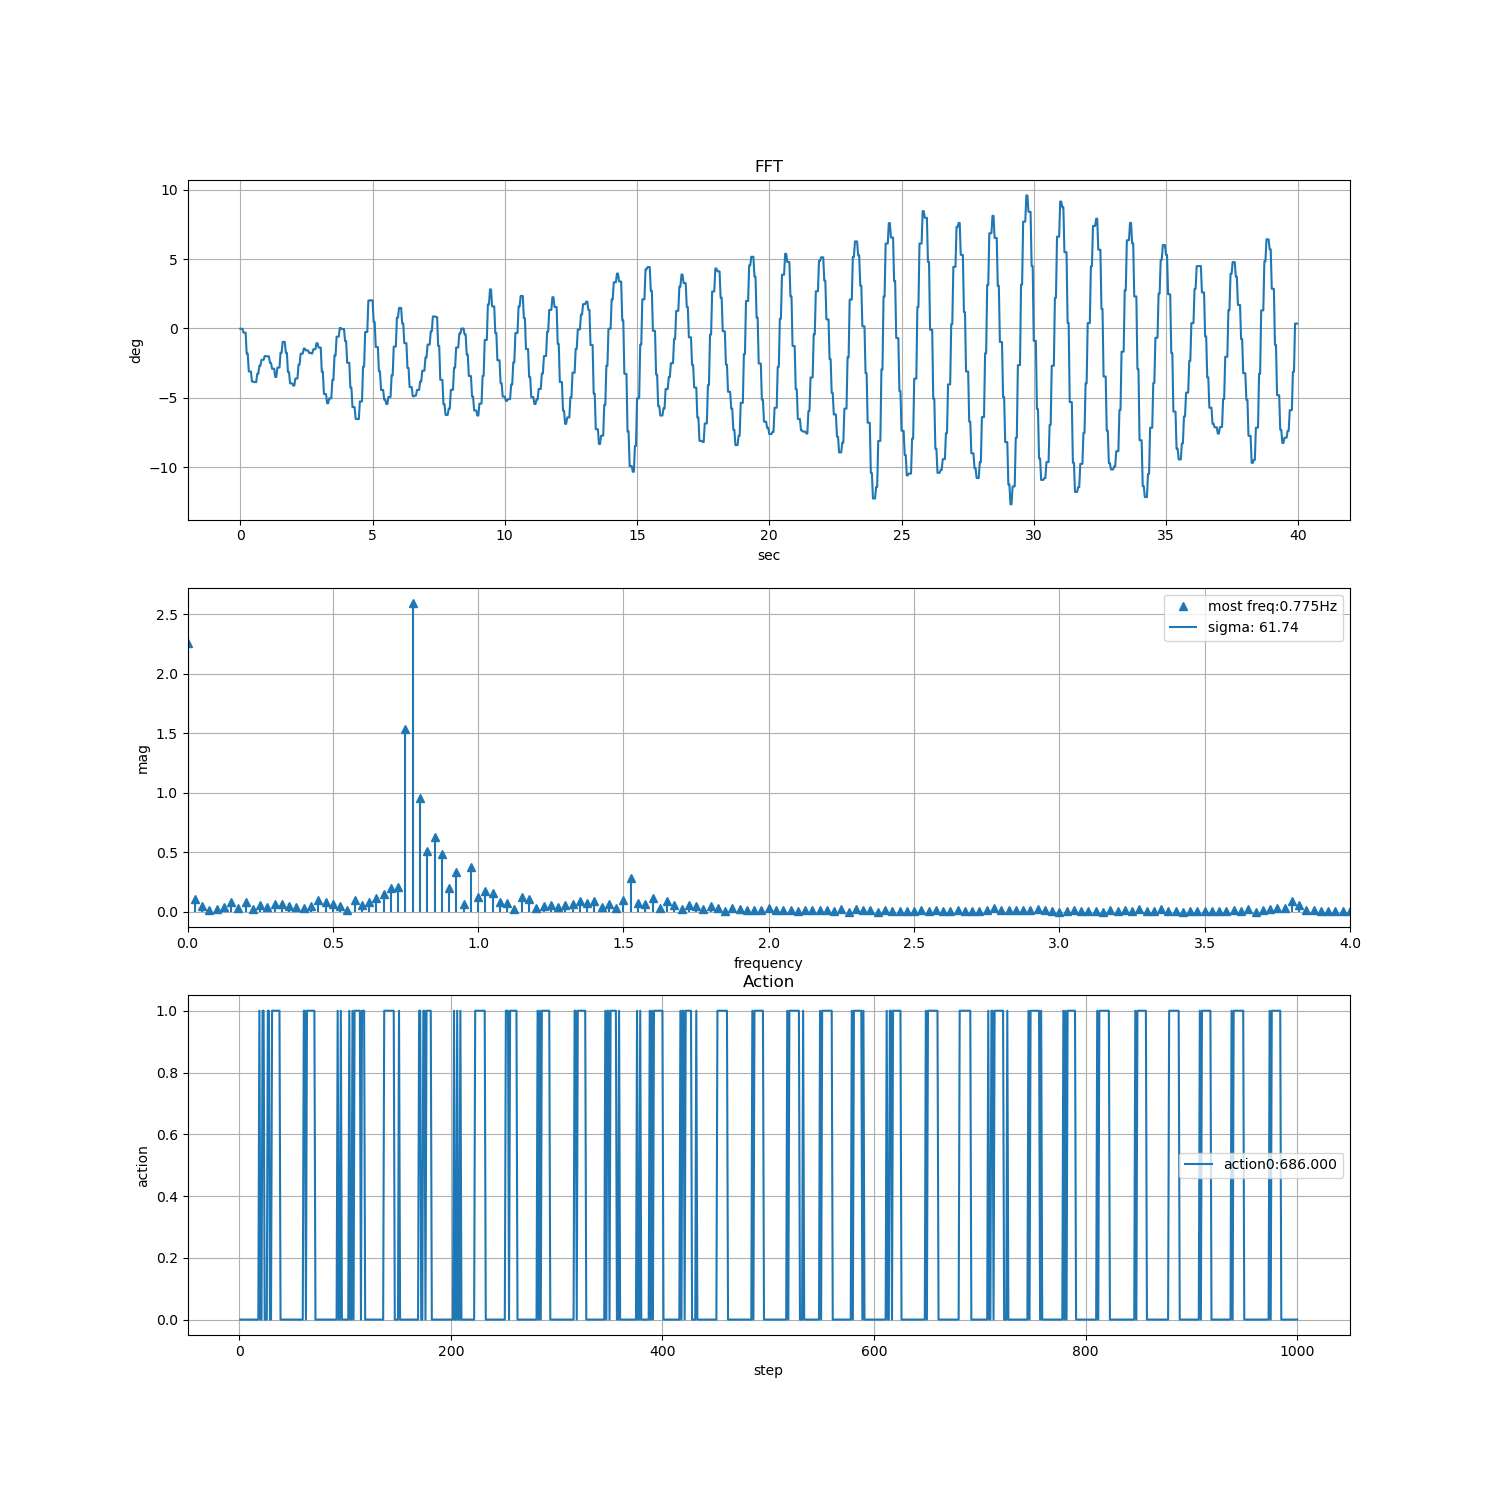 FFT
10
5
0
−5
−10
deg
0 5 10 15 20 25 30 35 40
sec
most freq:0.775Hz
sigma: 61.74
2.5
2.0
1.5
1.0
0.5
0.0
mag
0.0 0.5 1.0 1.5 2.0 2.5 3.0 3.5 4.0
frequency
Action
1.0
0.8
0.6
0.4
0.2
0.0
action
action0:686.000
0 200 400 600 800 1000
step